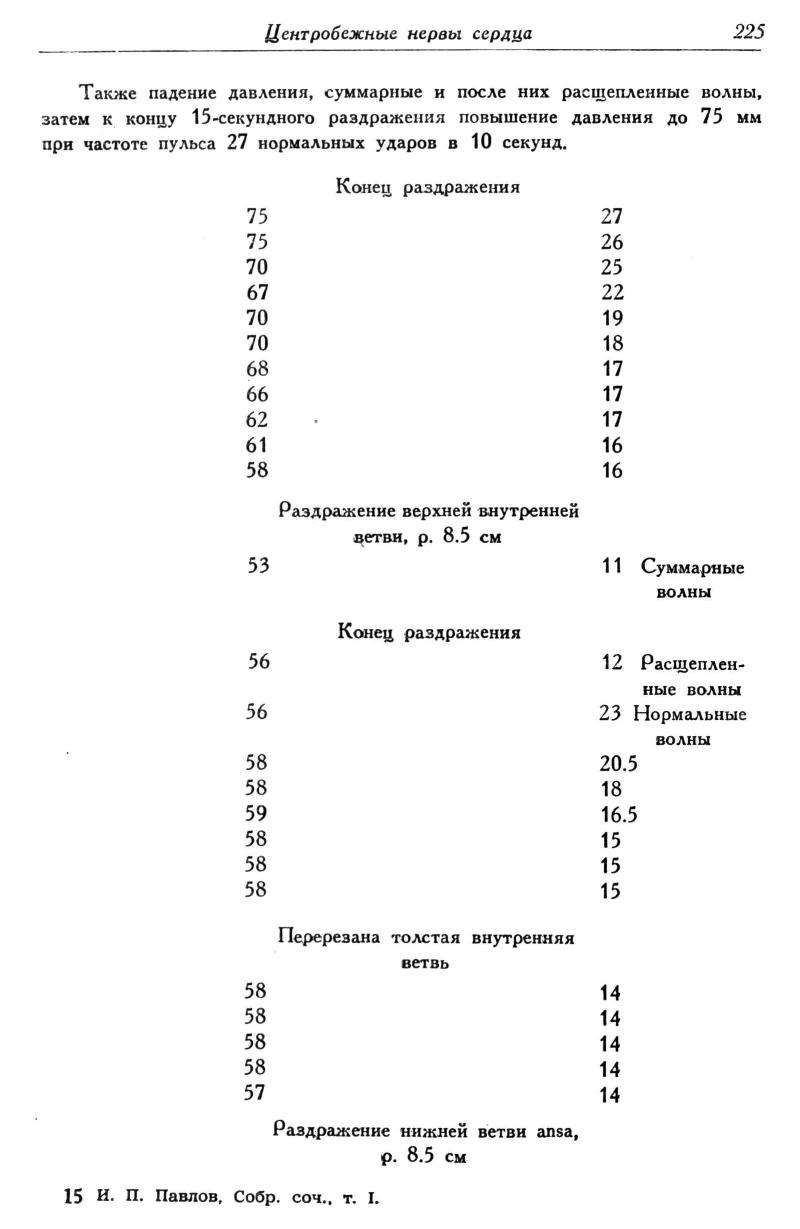 Центробежные нервы сердца 225
Также падение давления, суммарные и после них расщепленные волны,
затем к концу 15-секундного раздражения повышение давления до 75 мм
при частоте пульса 27 нормальных ударов в 10 секунд.
Конец раздражения
75 27
75 26
70 25
67 22
70 19
70 18
68 17
66 17
62 17
61 16
58 16
Раздражение верхней внутренней
ветви, р. 8.5 см
53 11 Суммарные
волны
Конец раздражения
56 12 Расщеплен-
ные волны
56 23 Нормальные
волны
58 20.5
58 18
59 16.5
58 15
58 15
58 15
Перерезана толстая внутренняя
ветвь
58 14
58 14
58 14
58 14
57 14
Раздражение нижней ветви ansa,
р. 8.5 см
15 И. П. Павлов, Собр. соч., т. I.